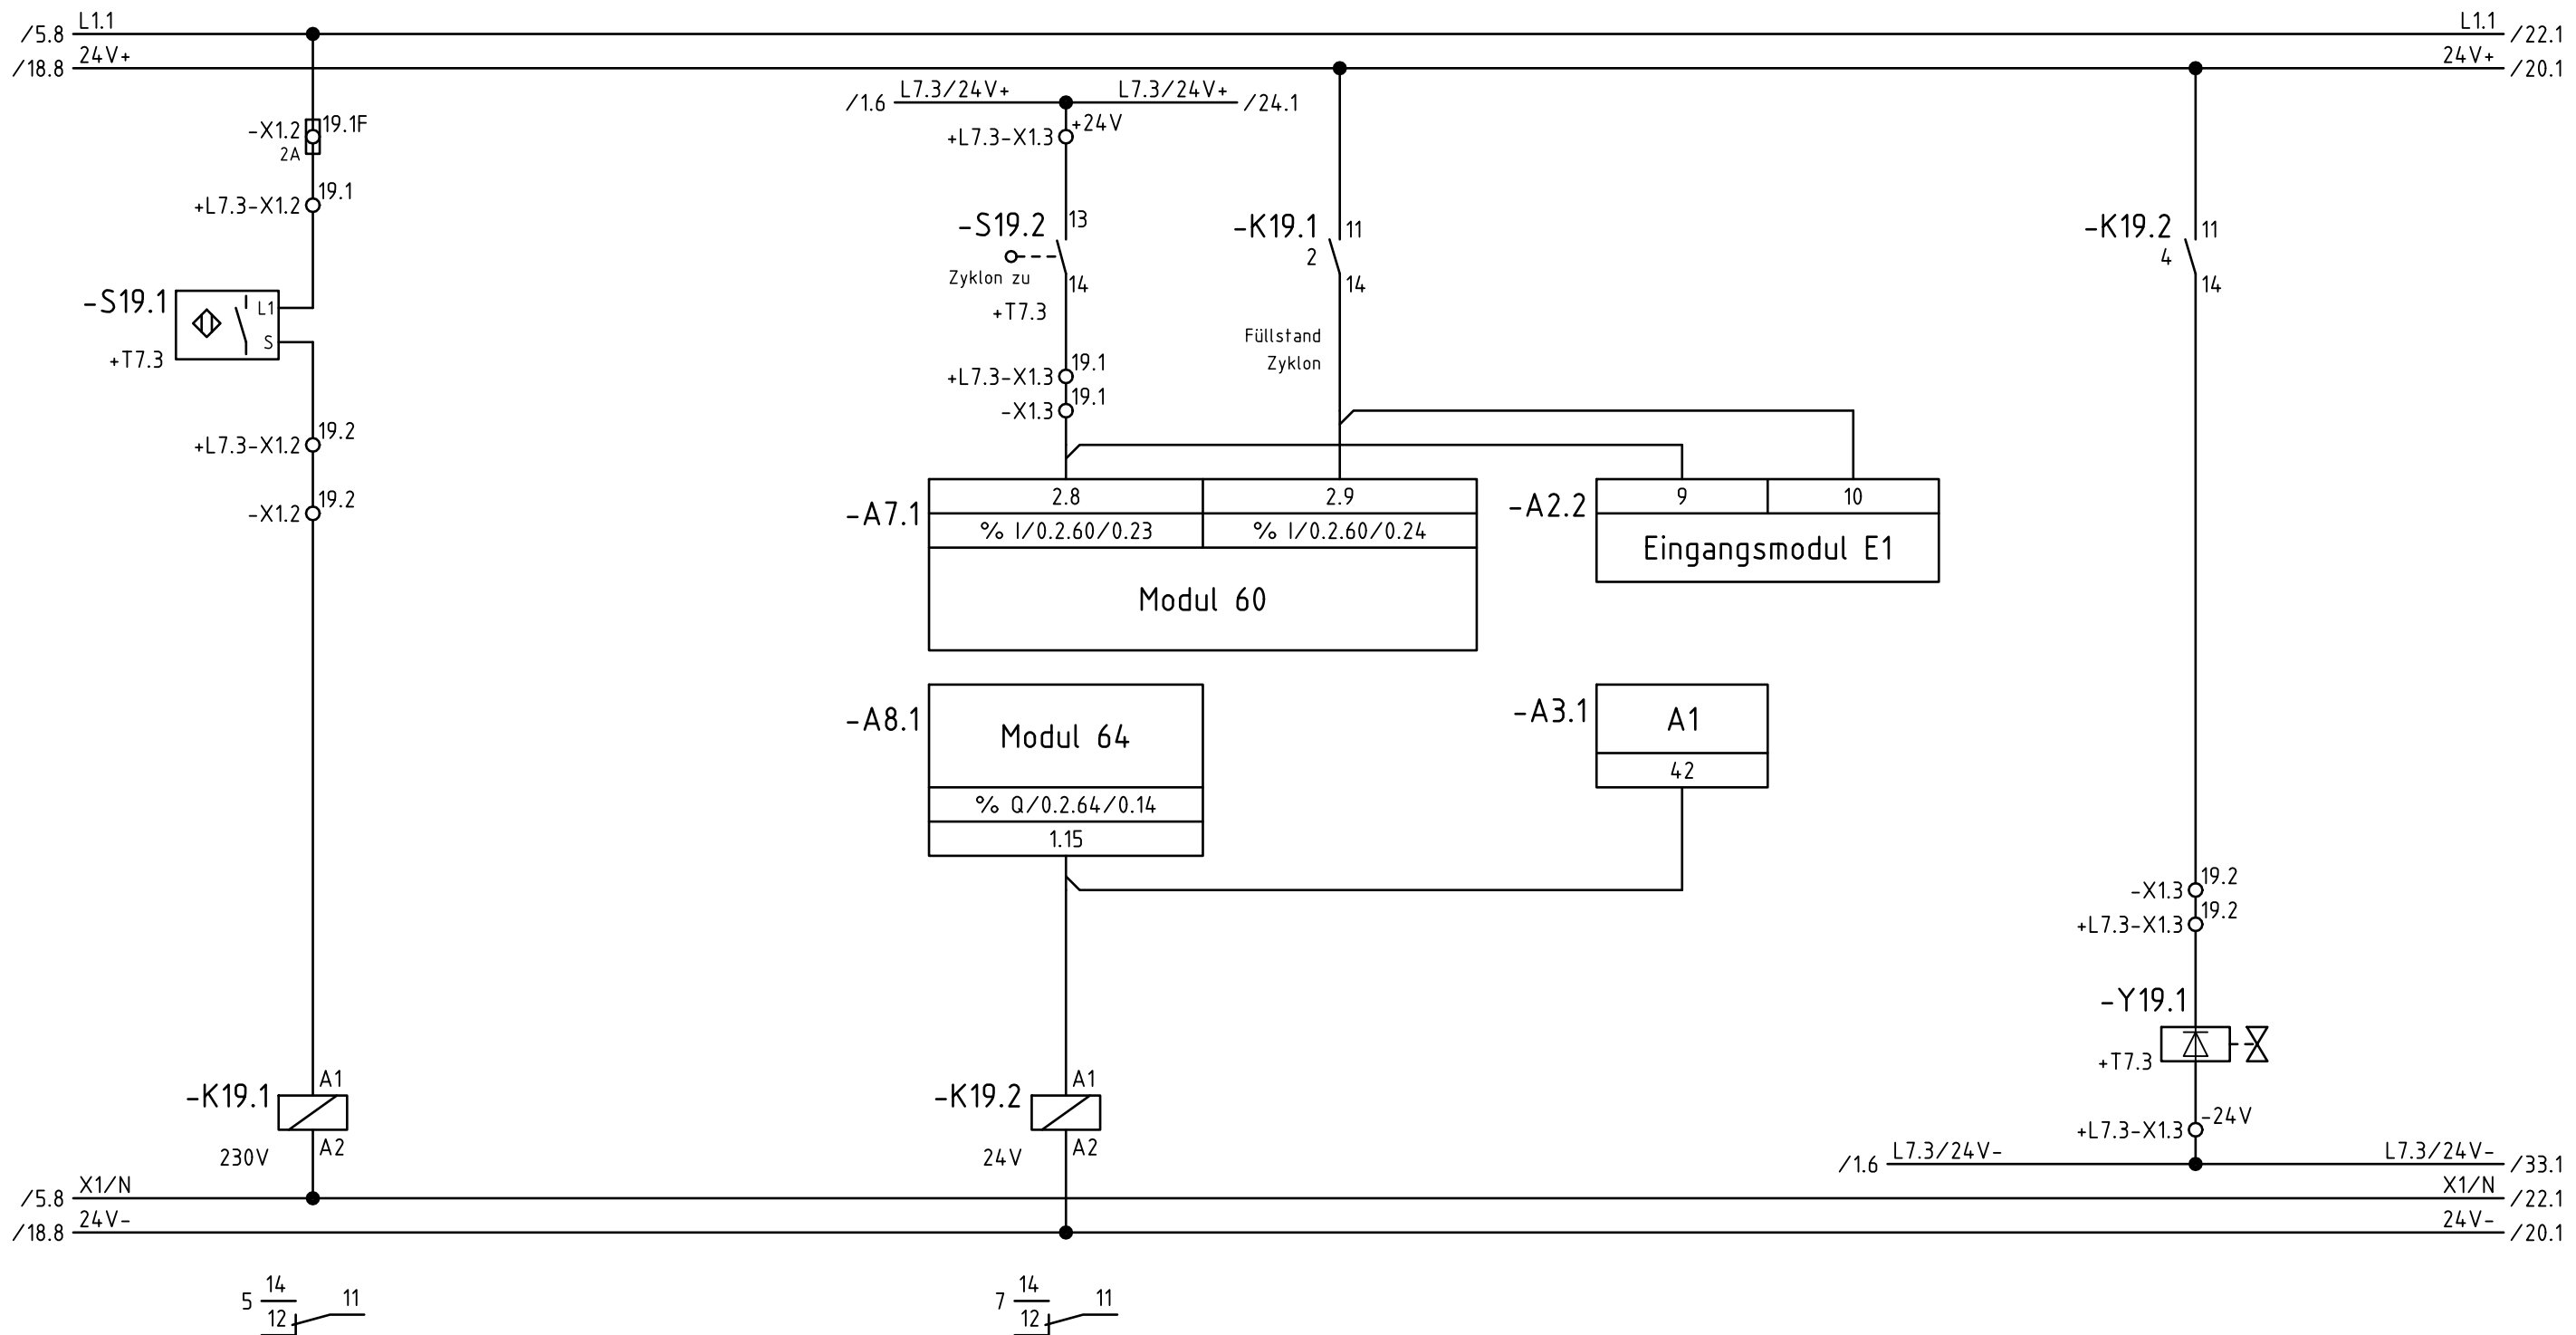 L1.1 L1.1
/5.8 /22.1
24V+ 24V+
/18.8 /20.1
L7.3/24V+ L7.3/24V+
/1.6 /24.1
-X1.2 19.1F
2A
+24V
+L7.3-X1.3
+L7.3-X1.2 19.1
-S19.2 13
Zyklon zu
14
+T7.3
-K19.1 11
2
14
-K19.2 11
4
14
-S19.1 L1
S
+T7.3
Füllstand
Zyklon
+L7.3-X1.3 19.1
-X1.3 19.1
+L7.3-X1.2 19.2
-X1.2 19.2
-A7.1 2.8 2.9
% I/0.2.60/0.23 % I/0.2.60/0.24
Modul 60
-A2.2 9 10
Eingangsmodul E1
-A8.1 Modul 64
% Q/0.2.64/0.14
1.15
-A3.1 A1
42
-X1.3 19.2
+L7.3-X1.3 19.2
-Y19.1
+T7.3
-K19.1 A1
230V A2
-K19.2 A1
24V A2
+L7.3-X1.3 -24V
/1.6 L7.3/24V- L7.3/24V- /33.1
X1/N X1/N
/5.8 /22.1
24V- 24V-
/18.8 /20.1
5 14 11
12
7 14 11
12